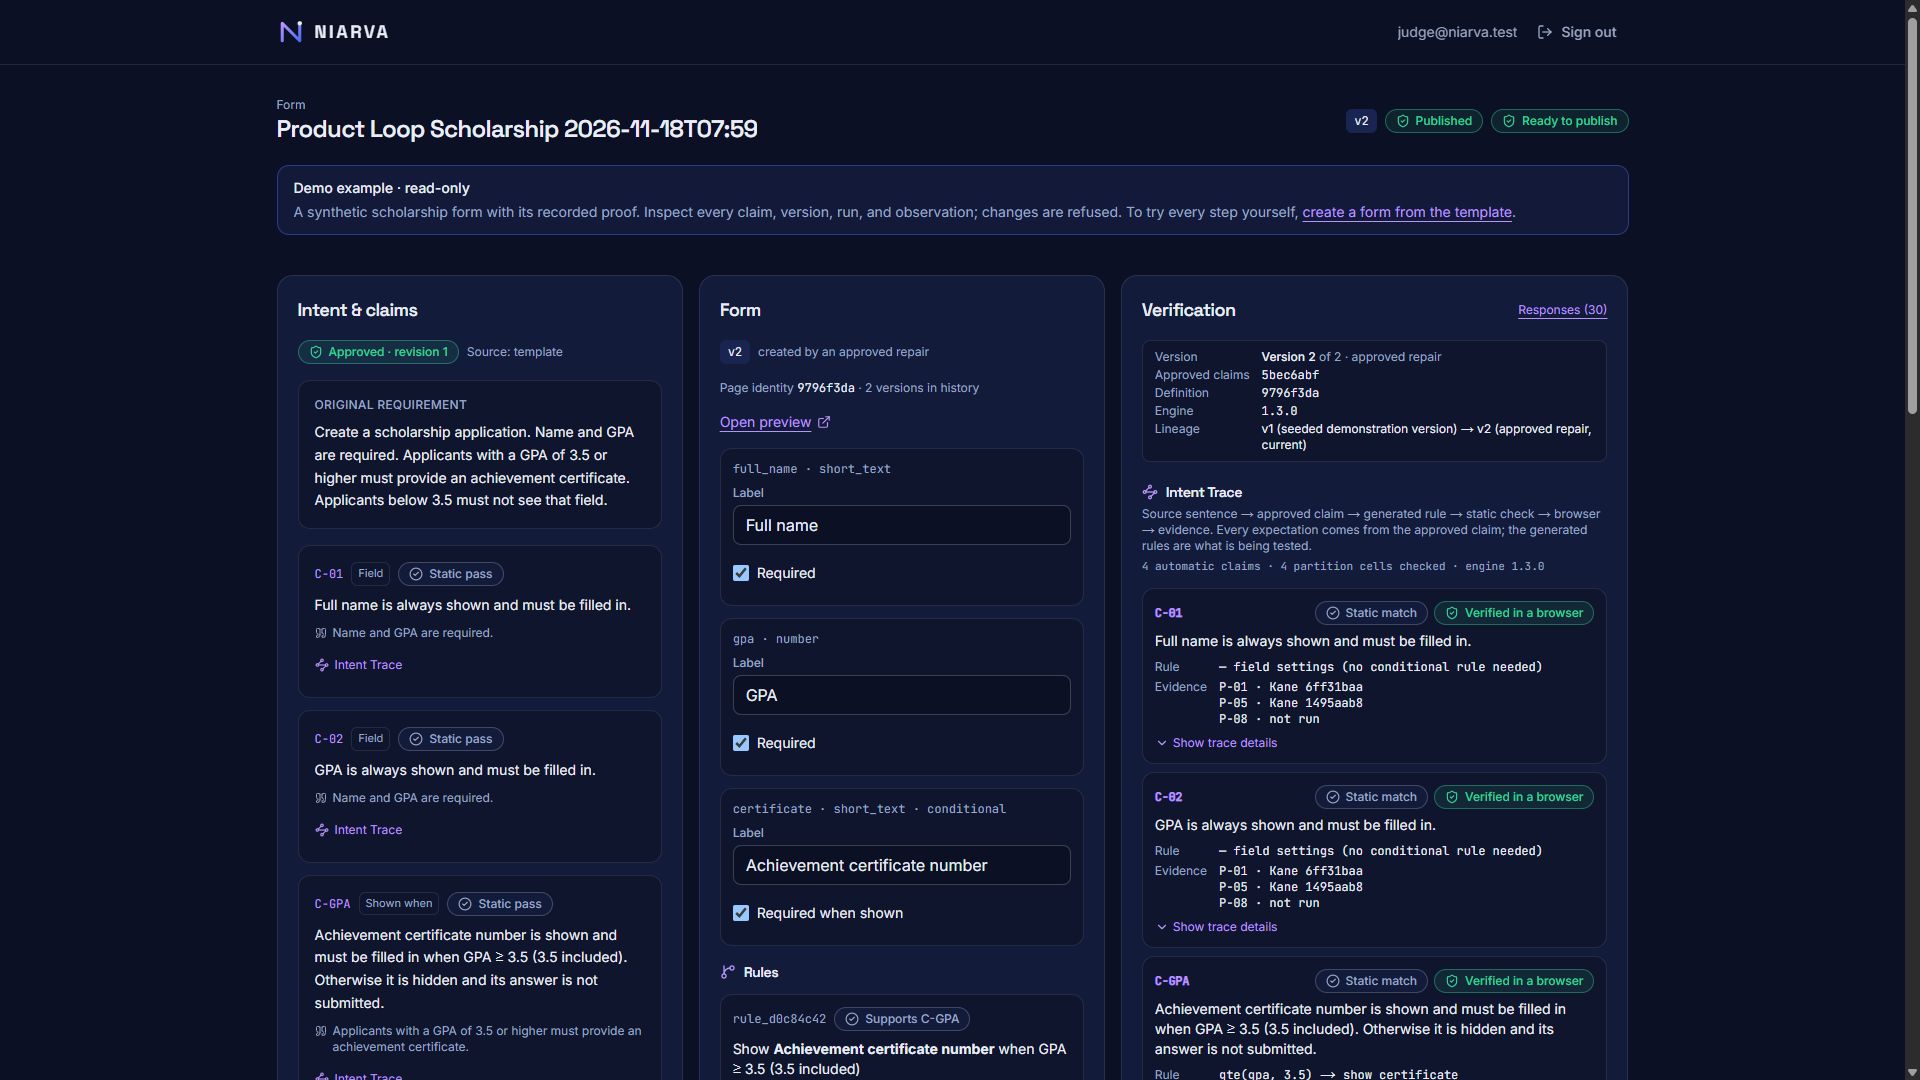 NIARVA
judge@niarva.test
Sign out
Form
Product Loop Scholarship 2026-11-18T07:59
v2
Published
Ready to publish
Demo example · read-only
A synthetic scholarship form with its recorded proof. Inspect every claim, version, run, and observation; changes are refused. To try every step yourself, create a form from the template.
Intent & claims
Approved · revision 1
Source: template
ORIGINAL REQUIREMENT
Create a scholarship application. Name and GPA
are required. Applicants with a GPA of 3.5 or
higher must provide an achievement certificate.
Applicants below 3.5 must not see that field.
C-01
Field
Static pass
Full name is always shown and must be filled in.
Name and GPA are required.
Intent Trace
C-02
Field
Static pass
GPA is always shown and must be filled in.
Name and GPA are required.
Intent Trace
C-GPA
Shown when
Static pass
Achievement certificate number is shown and
must be filled in when GPA ≥ 3.5 (3.5 included).
Otherwise it is hidden and its answer is not
submitted.
Applicants with a GPA of 3.5 or higher must provide an
achievement certificate.
Intent Trace
Form
v2
created by an approved repair
Page identity 9796f3da · 2 versions in history
Open preview
full_name · short_text
Label
Full name
Required
gpa · number
Label
GPA
Required
certificate · short_text · conditional
Label
Achievement certificate number
Required when shown
Rules
rule_d0c84c42
Supports C-GPA
Show Achievement certificate number when GPA
≥ 3.5 (3.5 included)
Verification
Responses (30)
Version Version 2 of 2 · approved repair
Approved claims 5bec6abf
Definition 9796f3da
Engine 1.3.0
Lineage v1 (seeded demonstration version) → v2 (approved repair,
current)
Intent Trace
Source sentence → approved claim → generated rule → static check → browser
→ evidence. Every expectation comes from the approved claim; the generated
rules are what is being tested.
4 automatic claims · 4 partition cells checked · engine 1.3.0
C-01
Static match
Verified in a browser
Full name is always shown and must be filled in.
Rule — field settings (no conditional rule needed)
Evidence P-01 · Kane 6ff31baa
P-05 · Kane 1495aab8
P-08 · not run
Show trace details
C-02
Static match
Verified in a browser
GPA is always shown and must be filled in.
Rule — field settings (no conditional rule needed)
Evidence P-01 · Kane 6ff31baa
P-05 · Kane 1495aab8
P-08 · not run
Show trace details
C-GPA
Static match
Verified in a browser
Achievement certificate number is shown and must be filled in
when GPA ≥ 3.5 (3.5 included). Otherwise it is hidden and its
answer is not submitted.
Rule gte(gpa, 3.5) → show certificate